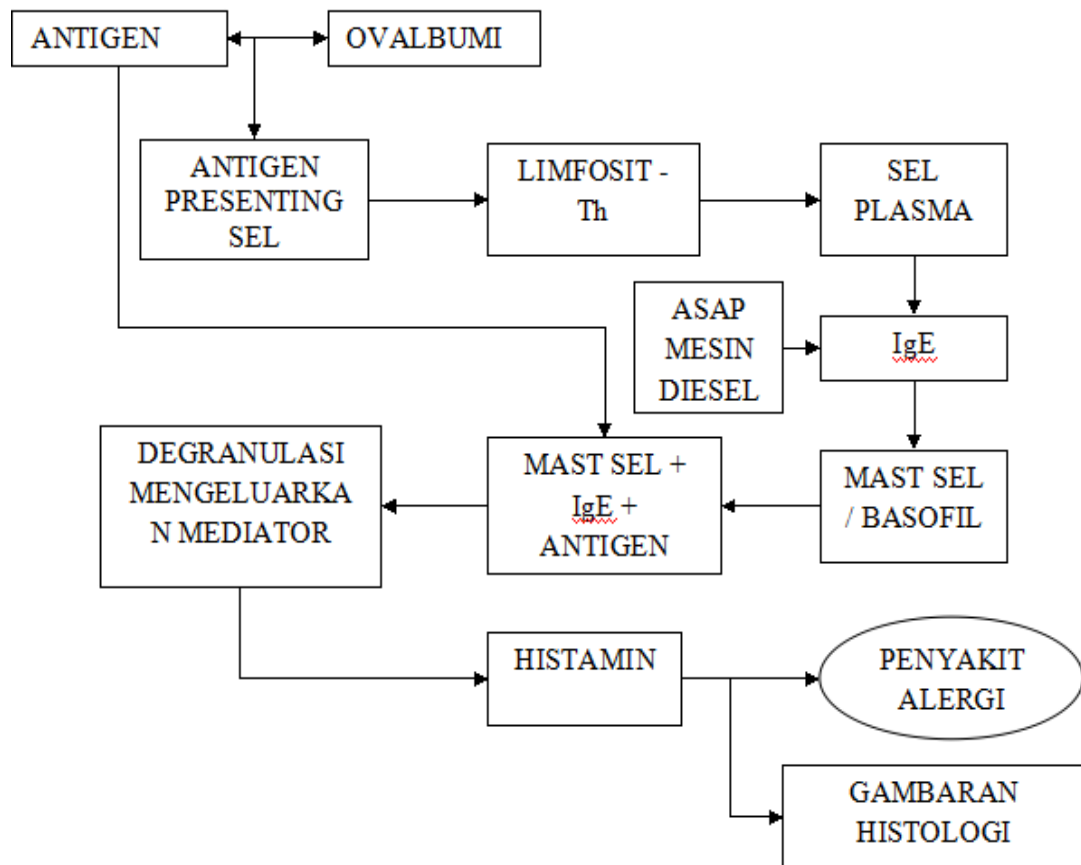 ANTIGEN
OVALBUMI
ANTIGEN
PRESENTING
SEL
LIMFOSIT -
Th
SEL
PLASMA
ASAP
MESIN
DIESEL
IgE
DEGRANULASI
MENGELUARKA
N MEDIATOR
MAST SEL +
IgE +
ANTIGEN
MAST SEL
/ BASOFIL
HISTAMIN
PENYAKIT
ALERGI
GAMBARAN
HISTOLOGI